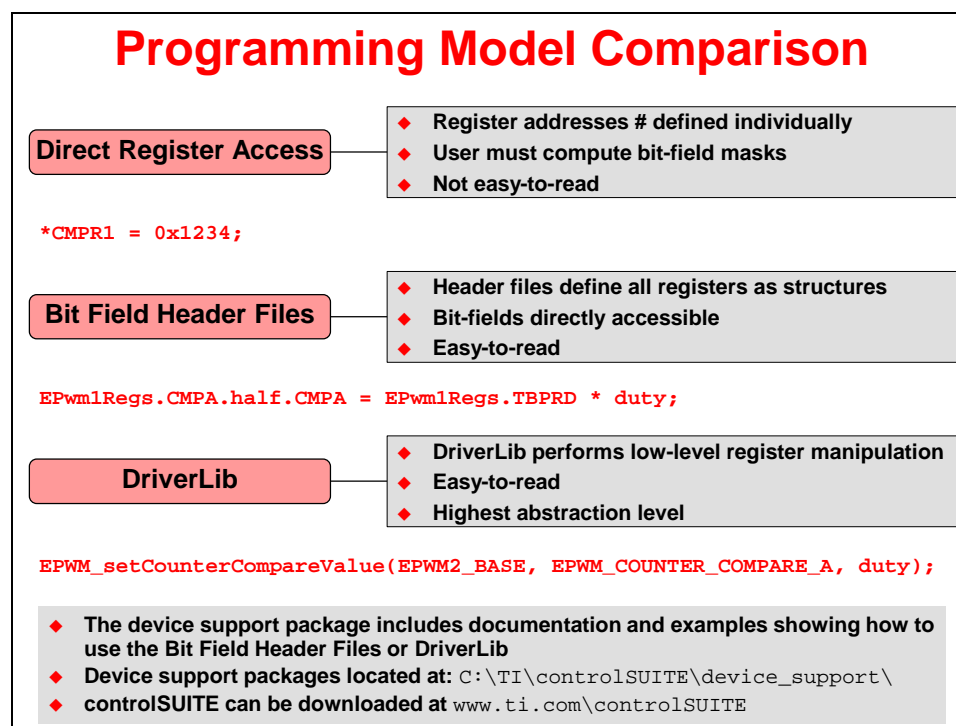 Programming Model Comparison
Direct Register Access
◆ Register addresses # defined individually
◆ User must compute bit-field masks
◆ Not easy-to-read
*CMPR1 = 0x1234;
Bit Field Header Files
◆ Header files define all registers as structures
◆ Bit-fields directly accessible
◆ Easy-to-read
EPwm1Regs.CMPA.half.CMPA = EPwm1Regs.TBPRD * duty;
DriverLib
◆ DriverLib performs low-level register manipulation
◆ Easy-to-read
◆ Highest abstraction level
EPWM_setCounterCompareValue(EPWM2_BASE, EPWM_COUNTER_COMPARE_A, duty);
◆ The device support package includes documentation and examples showing how to
use the Bit Field Header Files or DriverLib
◆ Device support packages located at: C:\TI\controlSUITE\device_support\
◆ controlSUITE can be downloaded at www.ti.com\controlSUITE